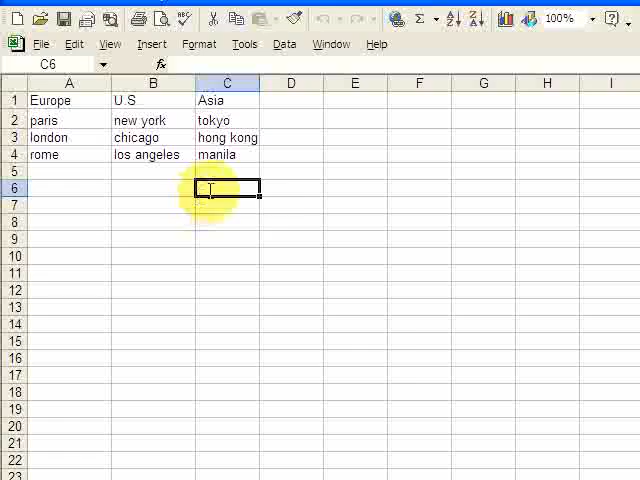 100%
File Edit View Insert Format Tools Data Window Help
C6 fx
A B C D E F G H I
1 Europe U.S Asia
2 paris new york tokyo
3 london chicago hong kong
4 rome los angeles manila
5
6
7
8
9
10
11
12
13
14
15
16
17
18
19
20
21
22
23